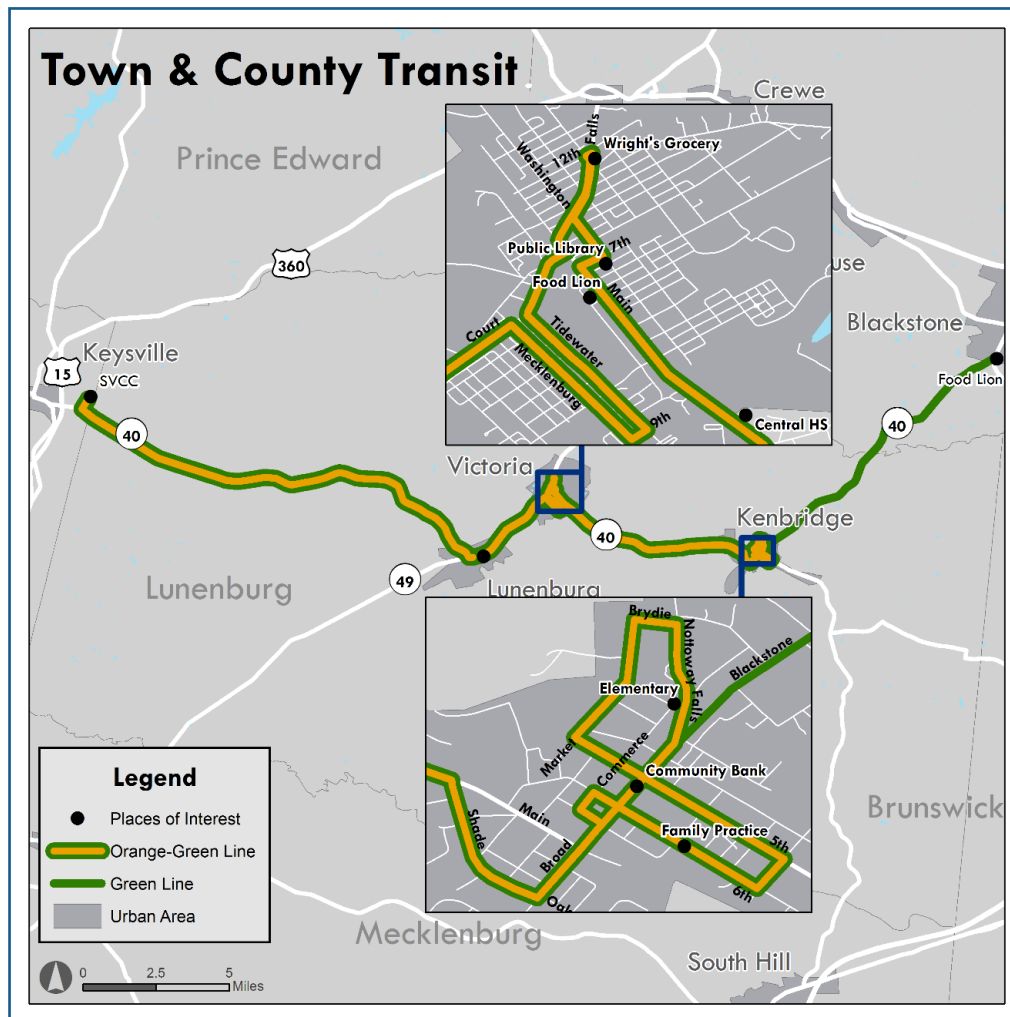 Town & County Transit
Crewe
Prince Edward
Falls
12th
Wright's Grocery
Washington
Public Library
7th
Food Lion
Main
Court
Tidewater
Mecklenburg
9th
Central HS
360
use
Blackstone
Food Lion
Keysville
15
SVCC
40
40
Victoria
40
Kenbridge
Lunenburg
49
Lunenburg
Brydie
Nottoway Falls
Blackstone
Elementary
Market
Commerce
Community Bank
Main
Shade
Broad
Family Practice
5th
6th
Oak
Brunswick
Mecklenburg
South Hill
Legend
Places of Interest
Orange-Green Line
Green Line
Urban Area
0 2.5 5
Miles